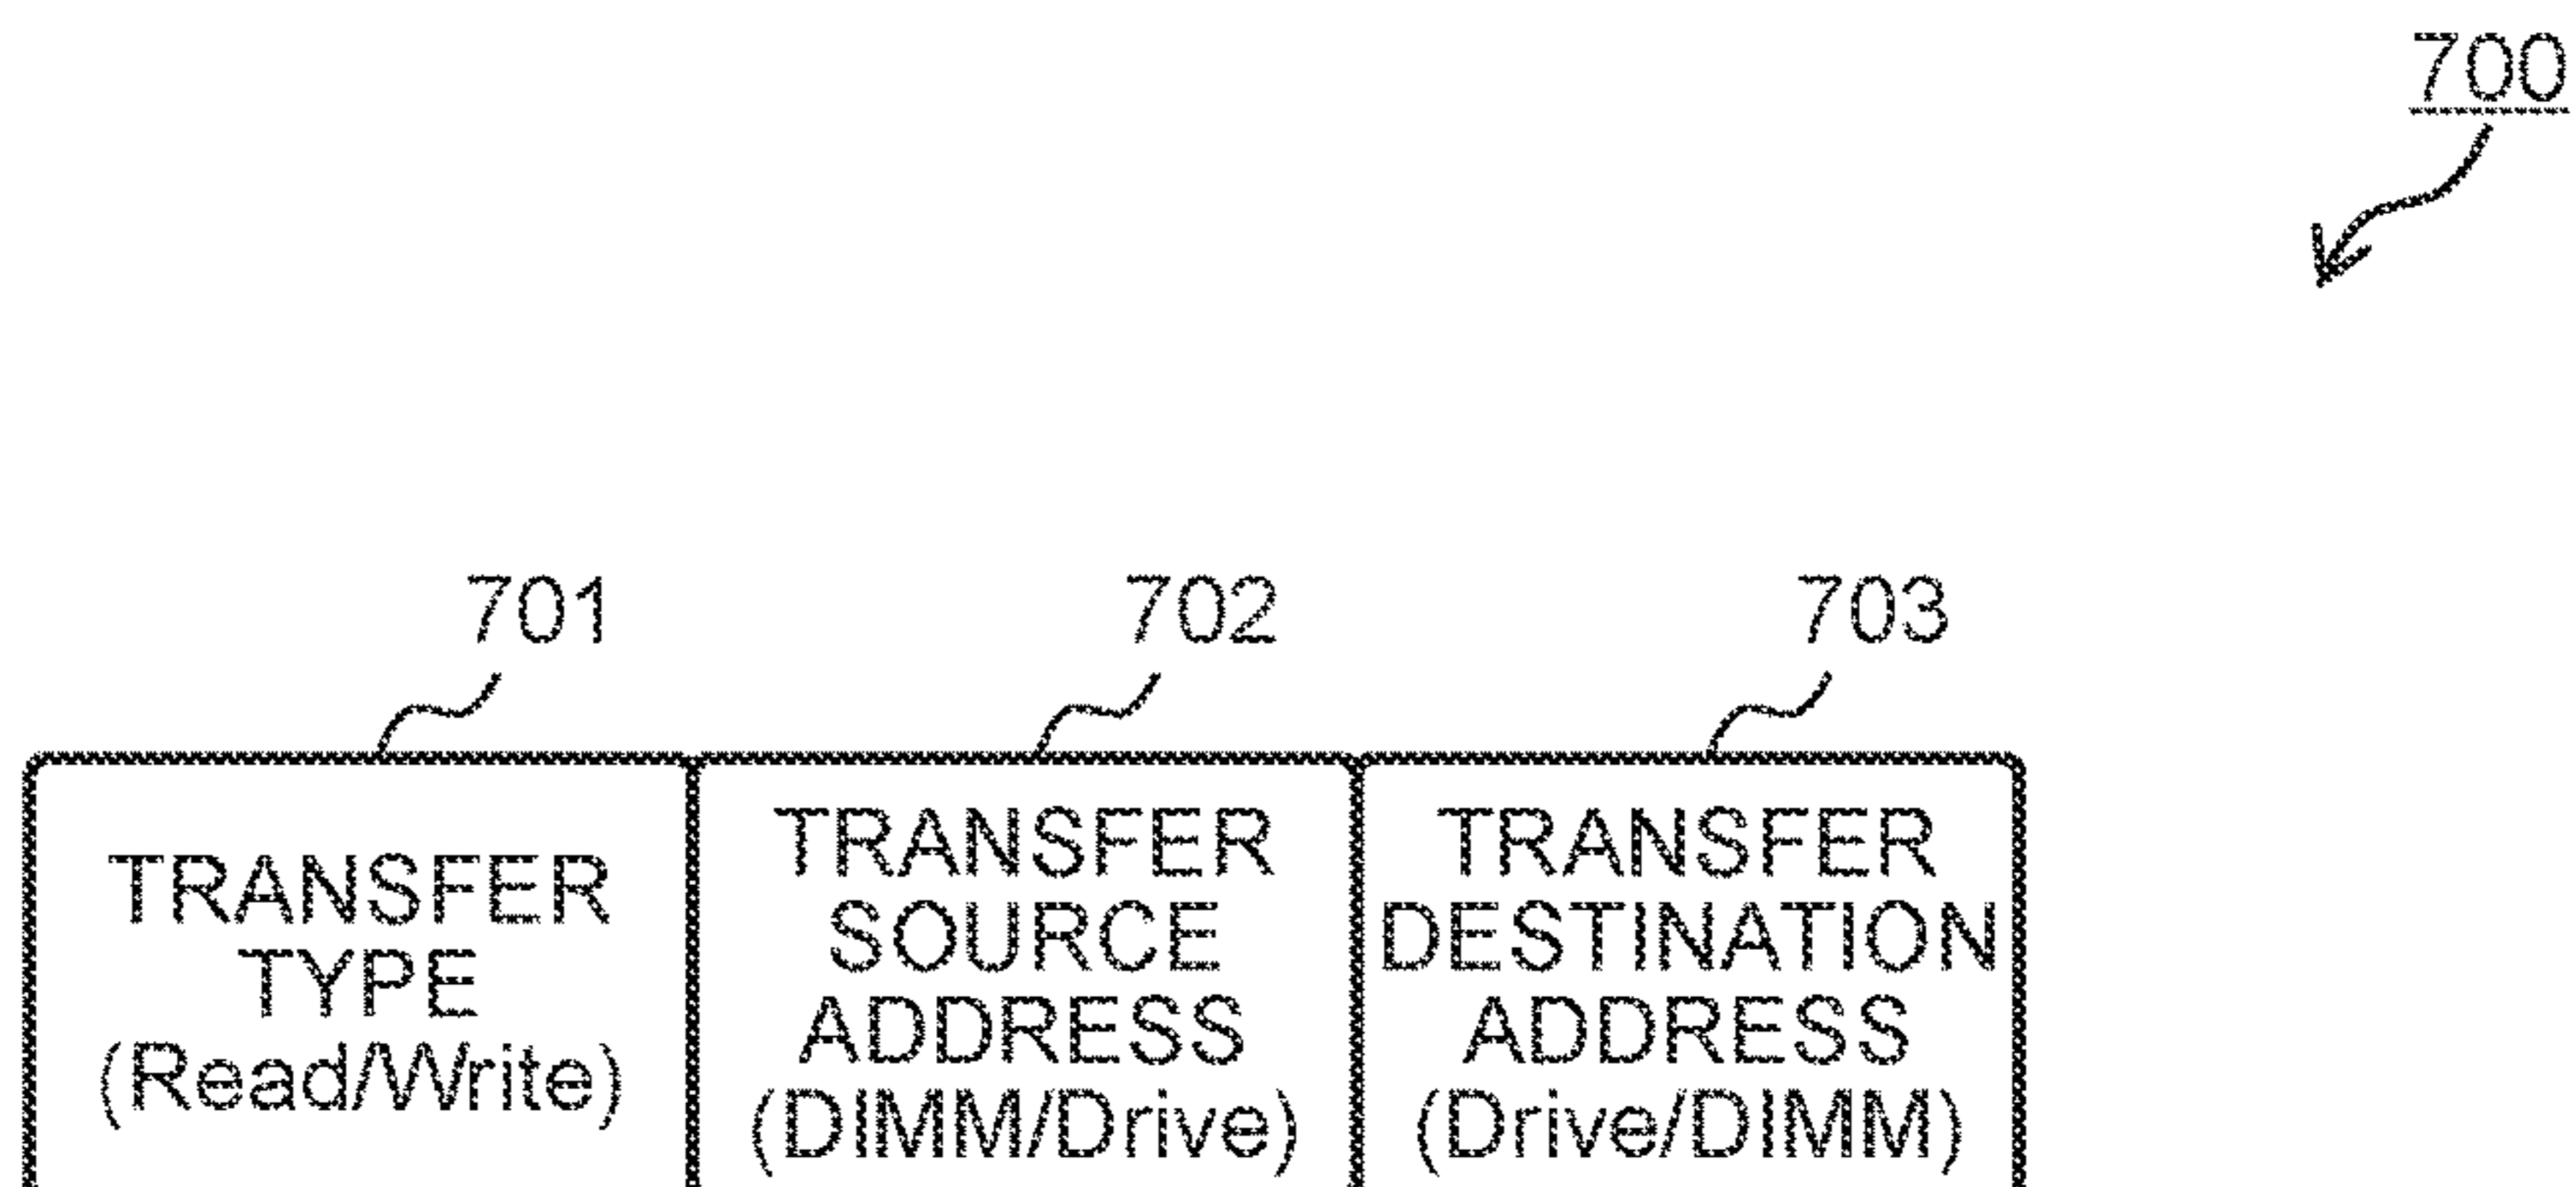 700
701
702
703
TRANSFER
TYPE
(Read/Write)
TRANSFER
SOURCE
ADDRESS
(DIMM/Drive)
TRANSFER
DESTINATION
ADDRESS
(Drive/DIMM)